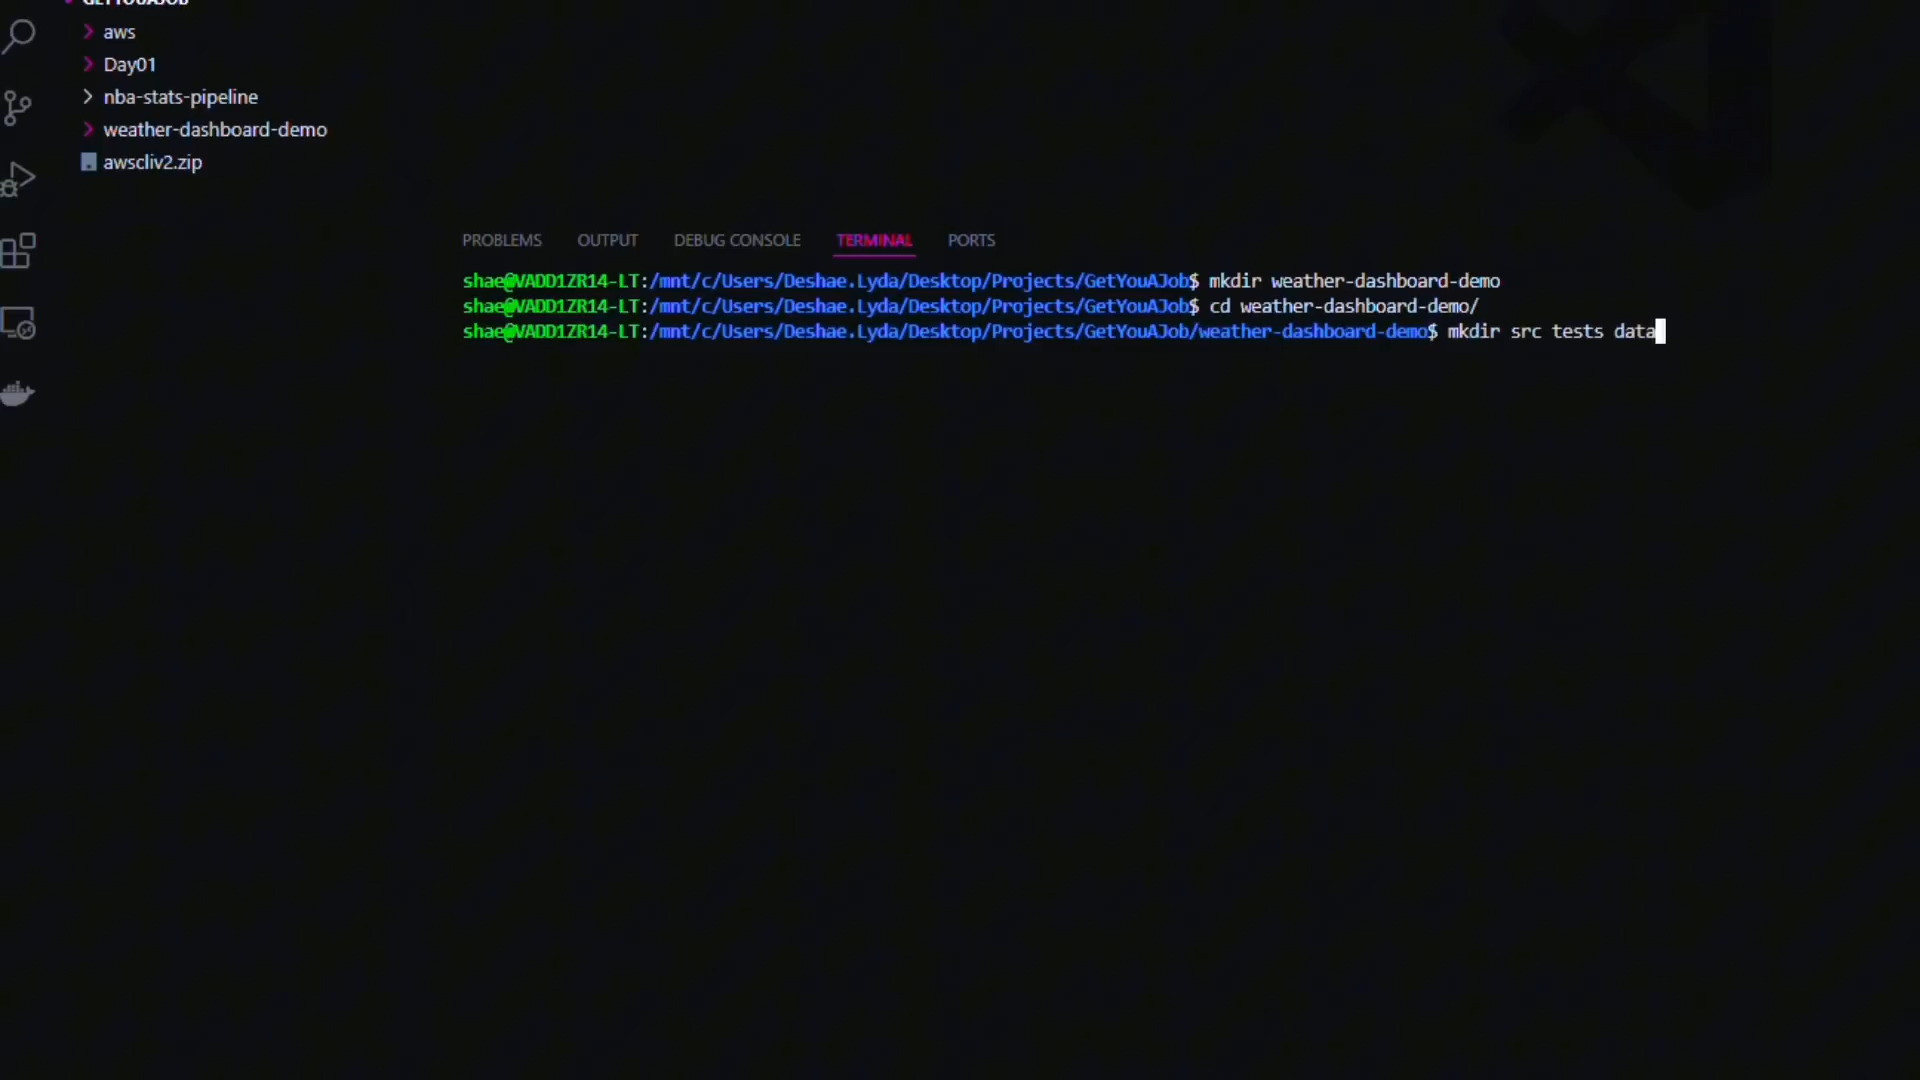 GETYOUAJOB
aws
Day01
nba-stats-pipeline
weather-dashboard-demo
awscliv2.zip
PROBLEMS OUTPUT DEBUG CONSOLE TERMINAL PORTS
shae@VADD1ZR14-LT:/mnt/c/Users/Deshae.Lyda/Desktop/Projects/GetYouAJob$ mkdir weather-dashboard-demo
shae@VADD1ZR14-LT:/mnt/c/Users/Deshae.Lyda/Desktop/Projects/GetYouAJob$ cd weather-dashboard-demo/
shae@VADD1ZR14-LT:/mnt/c/Users/Deshae.Lyda/Desktop/Projects/GetYouAJob/weather-dashboard-demo$ mkdir src tests data